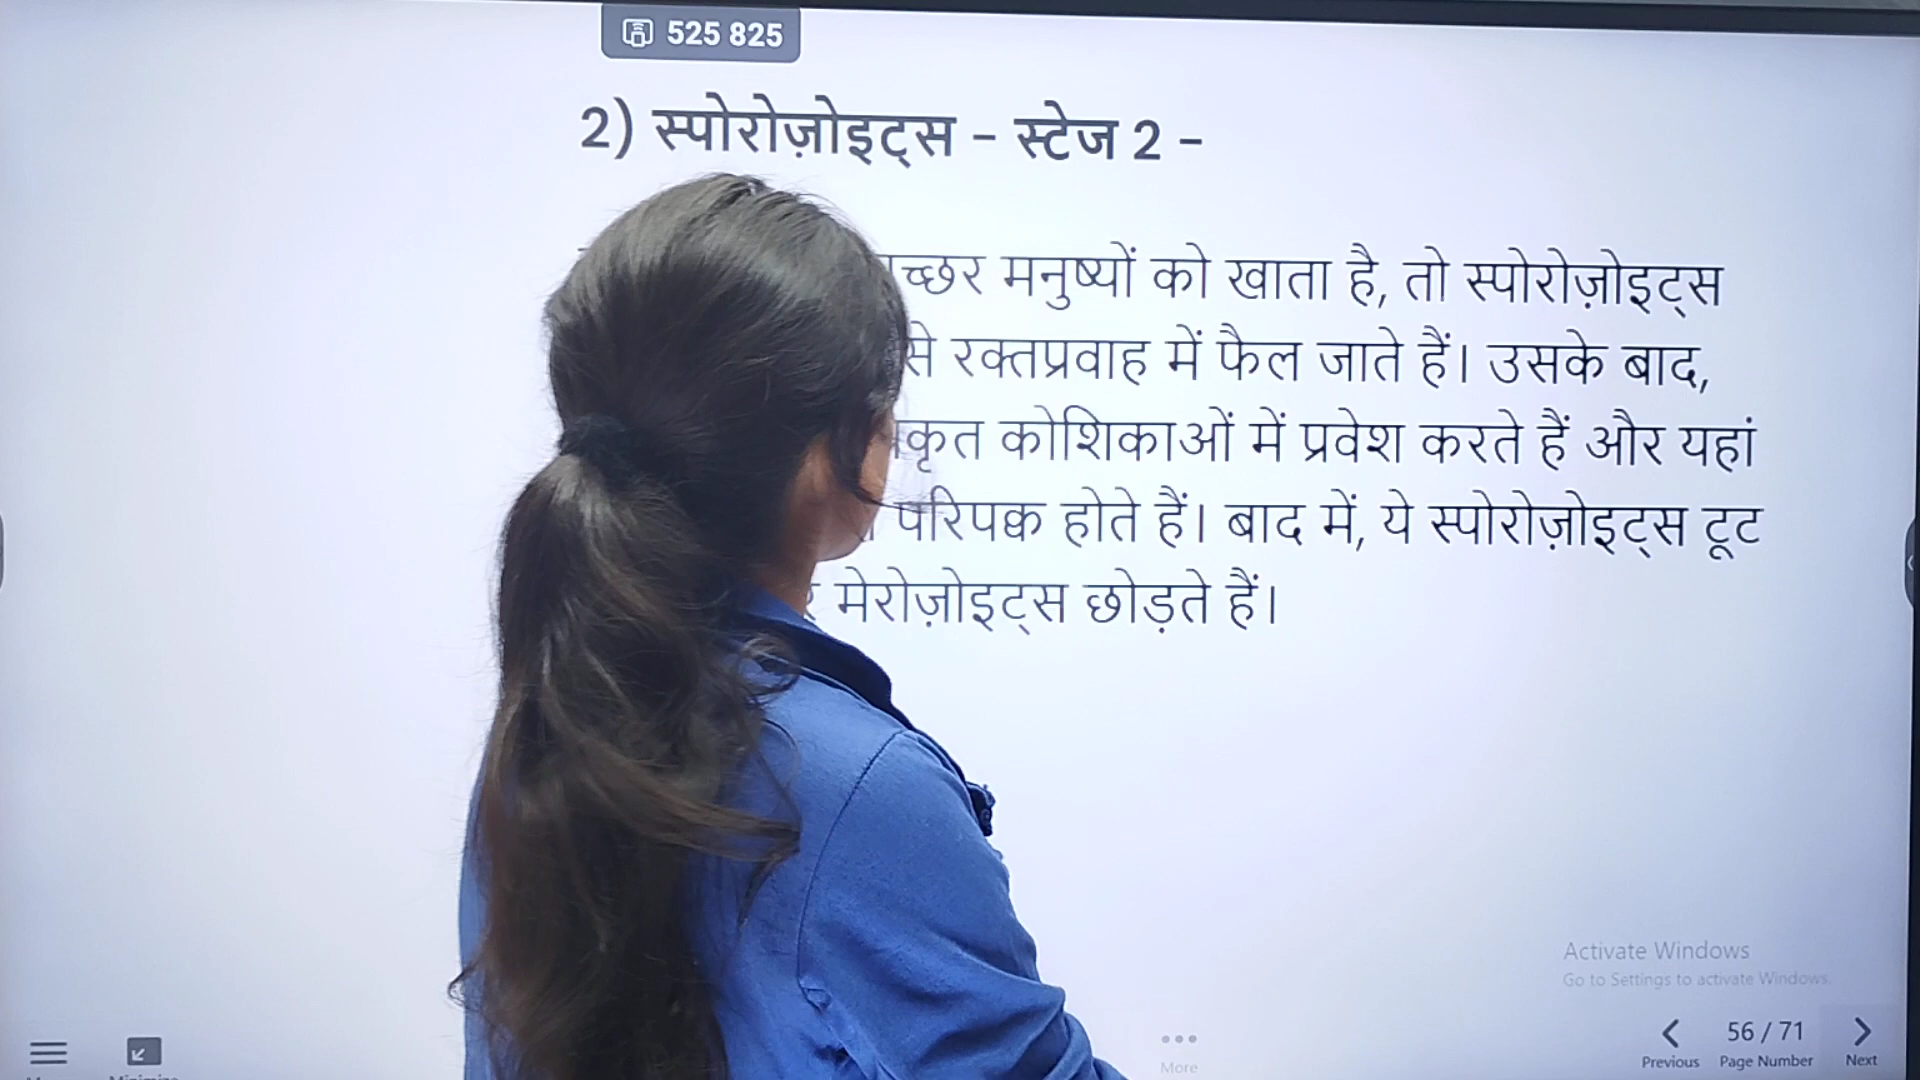 525 825
2) स्पोरोज़ोइट्स - स्टेज 2 -
मनुष्यों को खाता है, तो स्पोरोज़ोइट्स
से रक्तप्रवाह में फैल जाते हैं। उसके बाद,
कोशिकाओं में प्रवेश करते हैं और यहां
परिपक्व होते हैं। बाद में, ये स्पोरोज़ोइट्स टूट
मेरोज़ोइट्स छोड़ते हैं।
Activate Windows
Go to Settings to activate Windows.
56 / 71
More
Previous Page Number Next